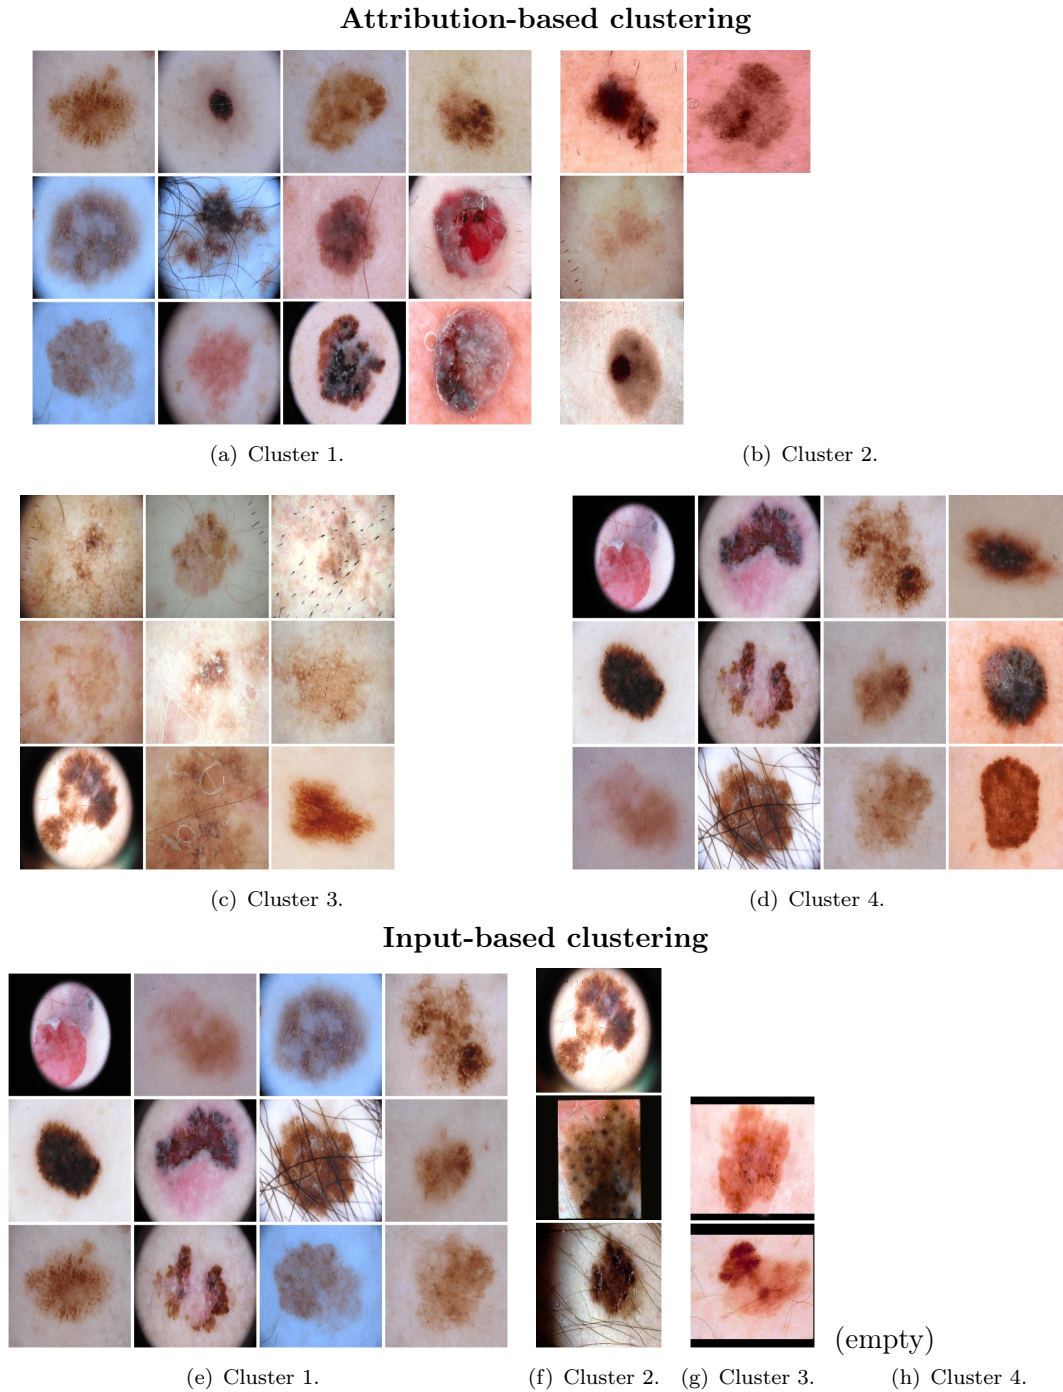 Attribution-based clustering
(a) Cluster 1.
(b) Cluster 2.
(c) Cluster 3.
(d) Cluster 4.
Input-based clustering
(empty)
(e) Cluster 1.
(f) Cluster 2.
(g) Cluster 3.
(h) Cluster 4.